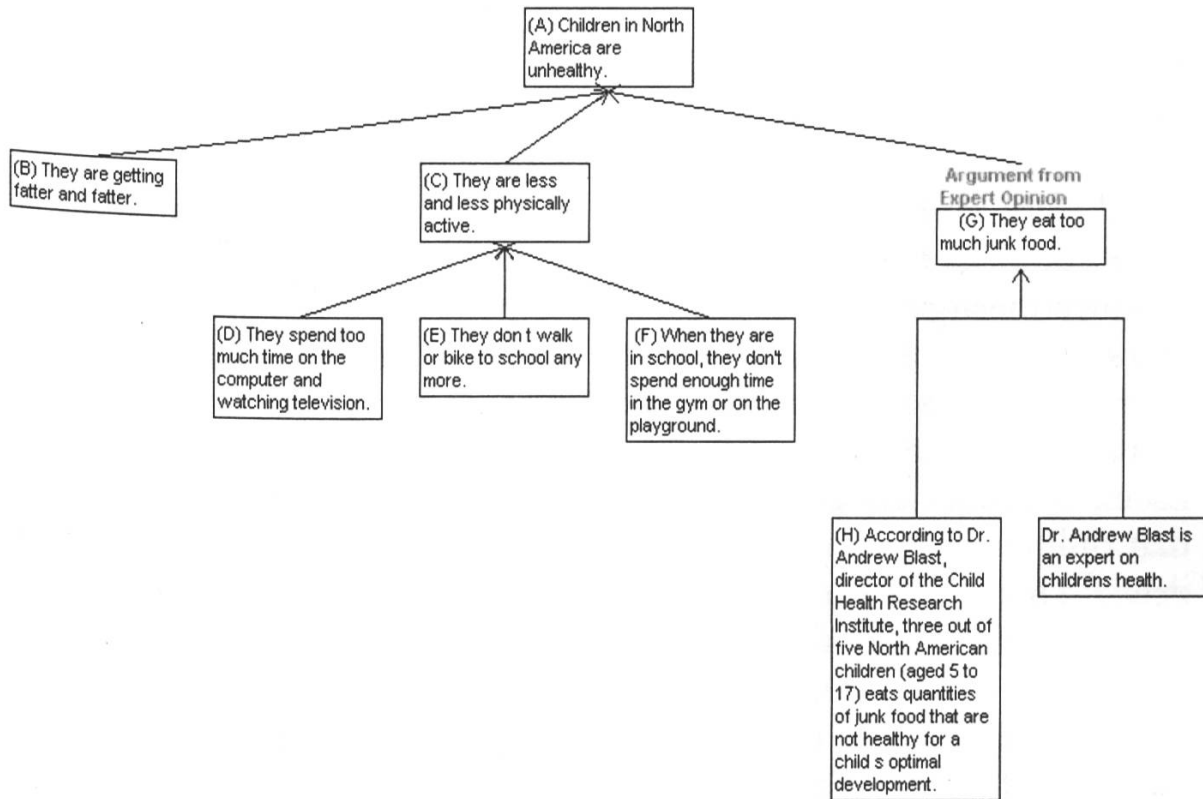 (A) Children in North
America are
unhealthy.
(B) They are getting
fatter and fatter.
(C) They are less
and less physically
active.
Argument from
Expert Opinion
(G) They eat too
much junk food.
(D) They spend too
much time on the
computer and
watching television.
(E) They don t walk
or bike to school any
more.
(F) When they are
in school, they don't
spend enough time
in the gym or on the
playground.
(H) According to Dr.
Andrew Blast,
director of the Child
Health Research
Institute, three out of
five North American
children (aged 5 to
17) eats quantities
of junk food that are
not healthy for a
child s optimal
development.
Dr. Andrew Blast is
an expert on
childrens health.